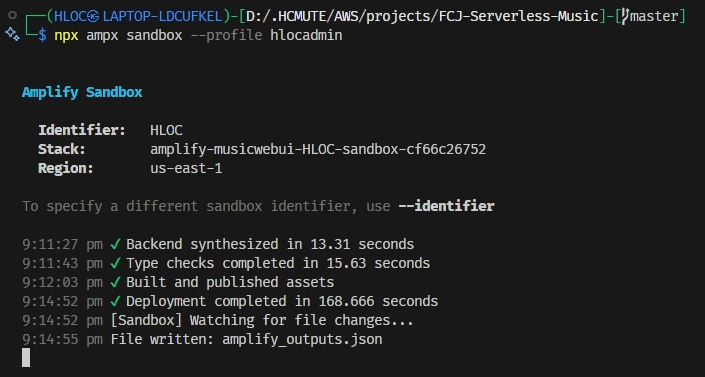 ┌──(HLOC㉿LAPTOP-LDCUFKEL)-[D:/.HCMUTE/AWS/projects/FCJ-Serverless-Music]-[master]
└─$ npx ampx sandbox --profile hlocadmin
Amplify Sandbox
Identifier: HLOC
Stack: amplify-musicwebui-HLOC-sandbox-cf66c26752
Region: us-east-1
To specify a different sandbox identifier, use --identifier
9:11:27 pm ✓ Backend synthesized in 13.31 seconds
9:11:43 pm ✓ Type checks completed in 15.63 seconds
9:12:03 pm ✓ Built and published assets
9:14:52 pm ✓ Deployment completed in 168.666 seconds
9:14:52 pm [Sandbox] Watching for file changes...
9:14:55 pm File written: amplify_outputs.json